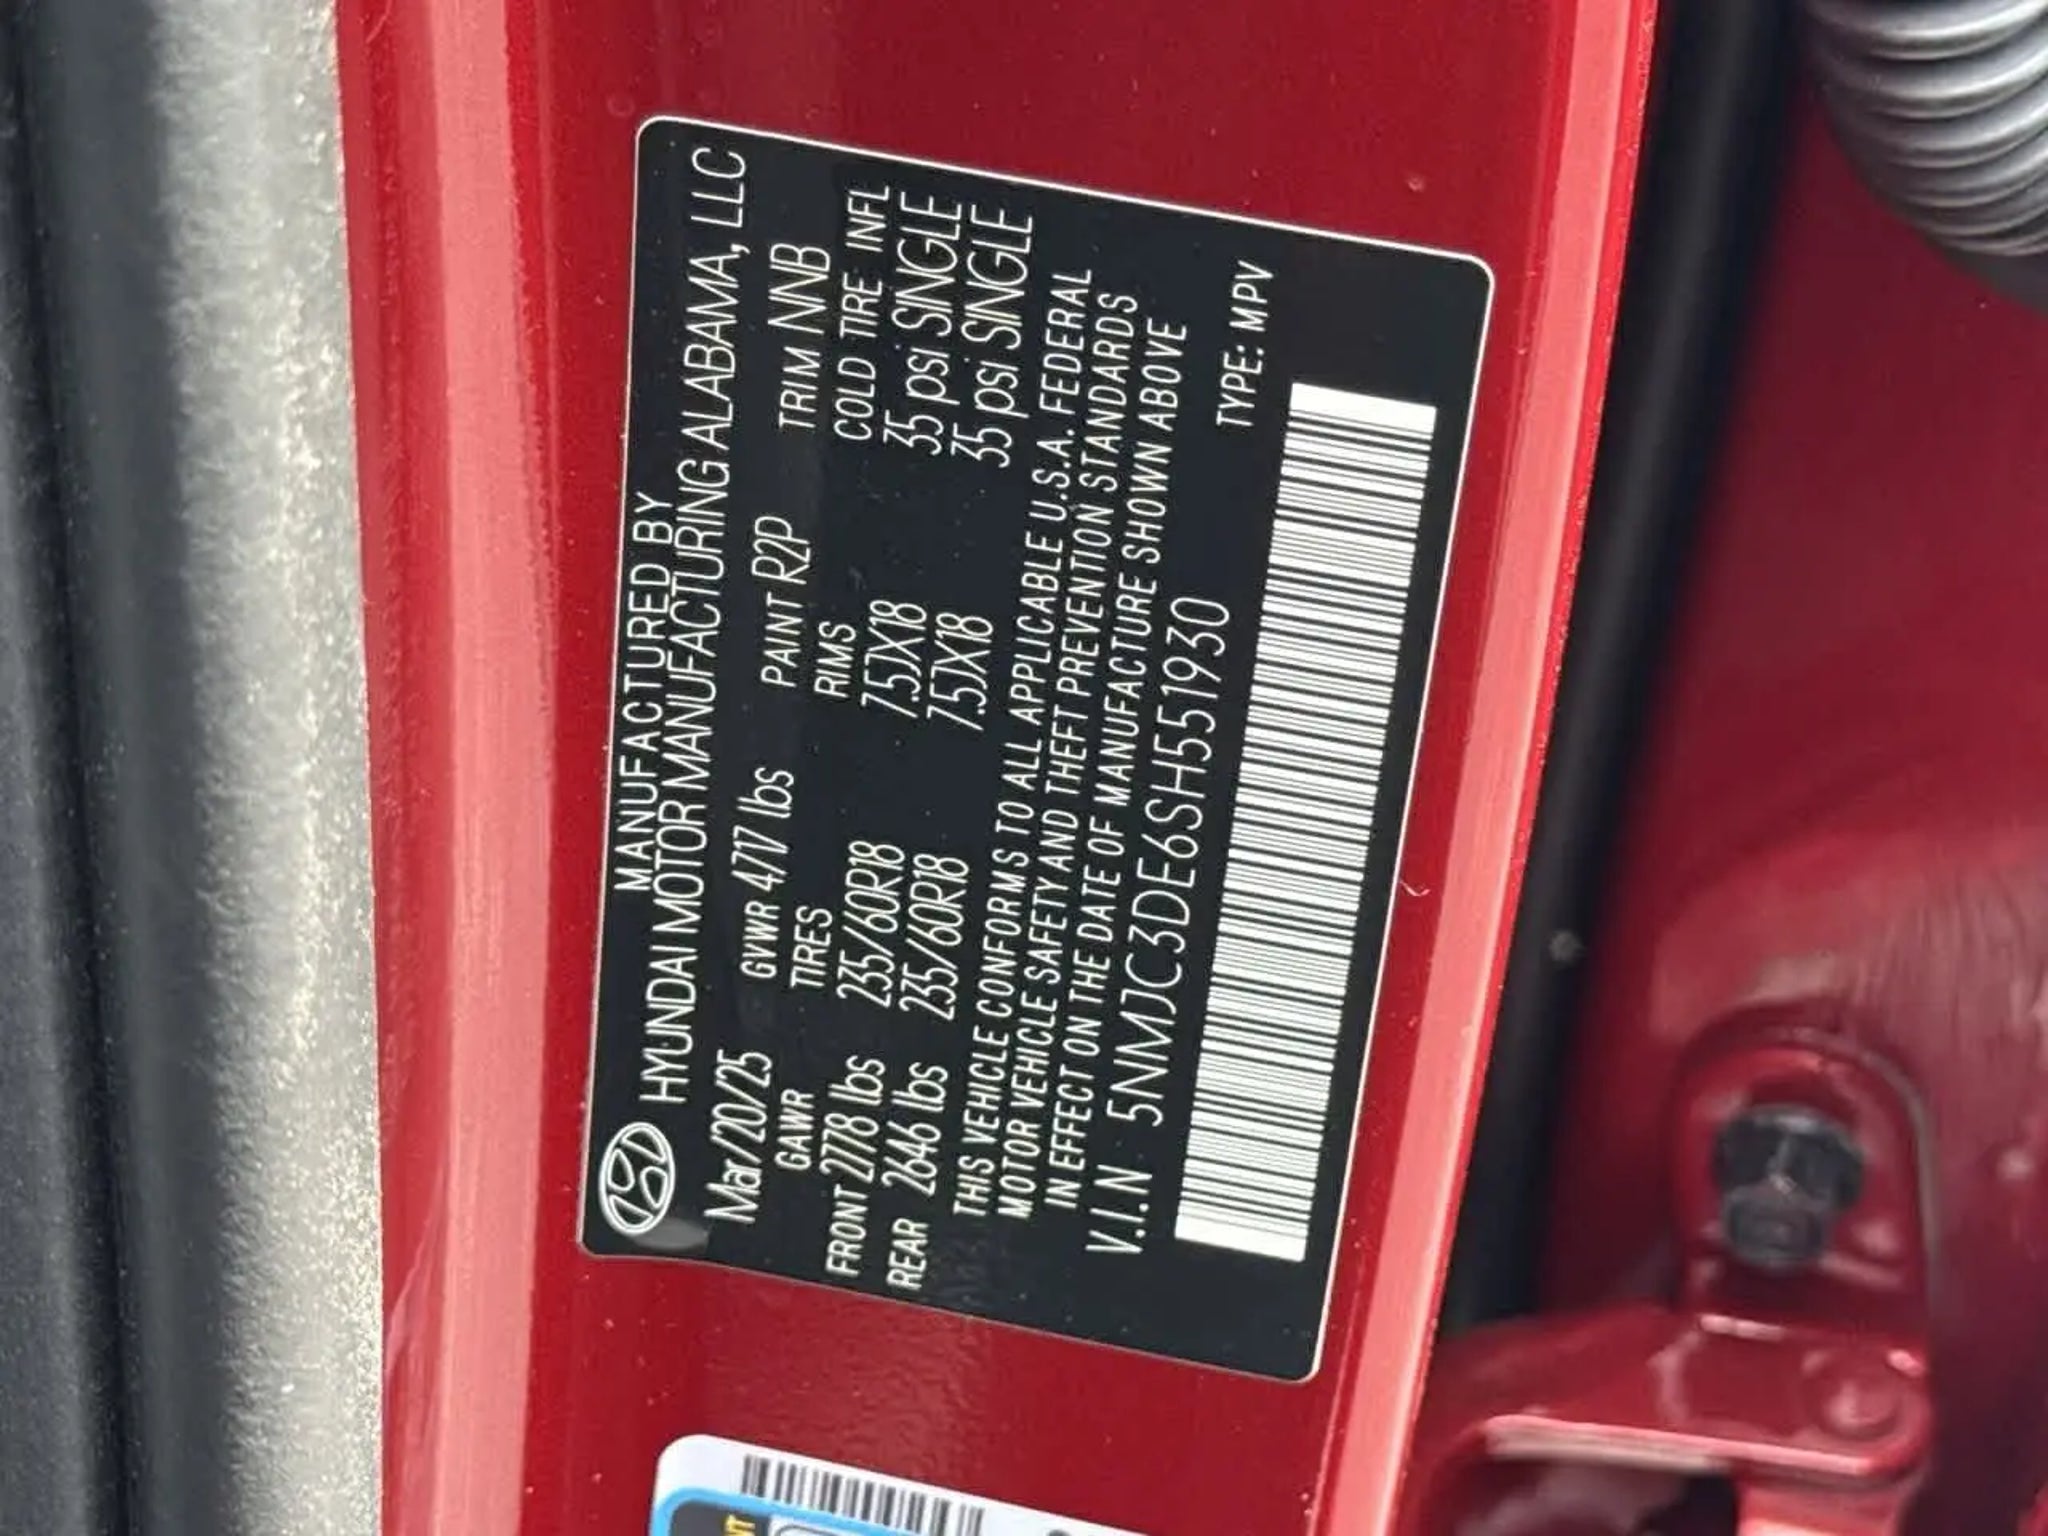 MANUFACTURED BY
HYUNDAI MOTOR MANUFACTURING ALABAMA, LLC
Mar/20/25 GVWR 4717 lbs PAINT R2P TRIM NNB
GAWR TIRES RIMS COLD TIRE INFL
FRONT 2778 lbs 235/60R18 7.5JX18 35 psi SINGLE
REAR 2646 lbs 235/60R18 7.5JX18 35 psi SINGLE
THIS VEHICLE CONFORMS TO ALL APPLICABLE U.S.A. FEDERAL
MOTOR VEHICLE SAFETY AND THEFT PREVENTION STANDARDS
IN EFFECT ON THE DATE OF MANUFACTURE SHOWN ABOVE
V.I.N 5NMJC3DE6SH551930 TYPE: MPV